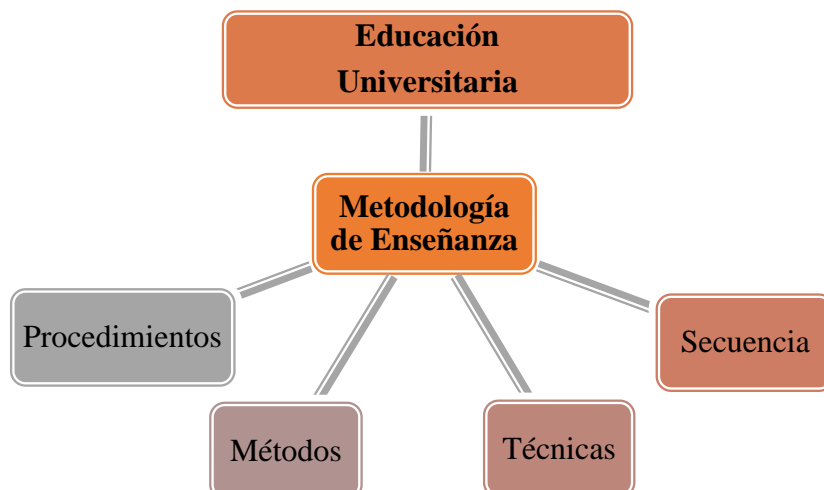 Educación
Universitaria
Metodología
de Enseñanza
Procedimientos
Secuencia
Métodos
Técnicas